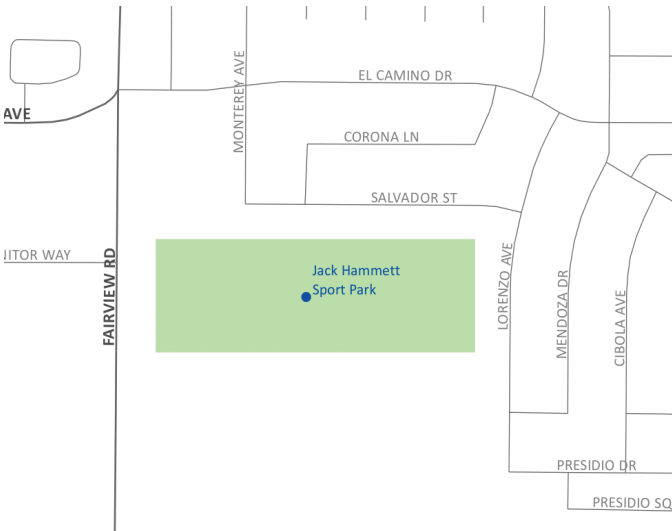 EL CAMINO DR
MONTEREY AVE
AVE
CORONA LN
SALVADOR ST
NITOR WAY
FAIRVIEW RD
Jack Hammett
Sport Park
LORENZO AVE
MENDOZA DR
CIBOLA AVE
PRESIDIO DR
PRESIDIO SQ